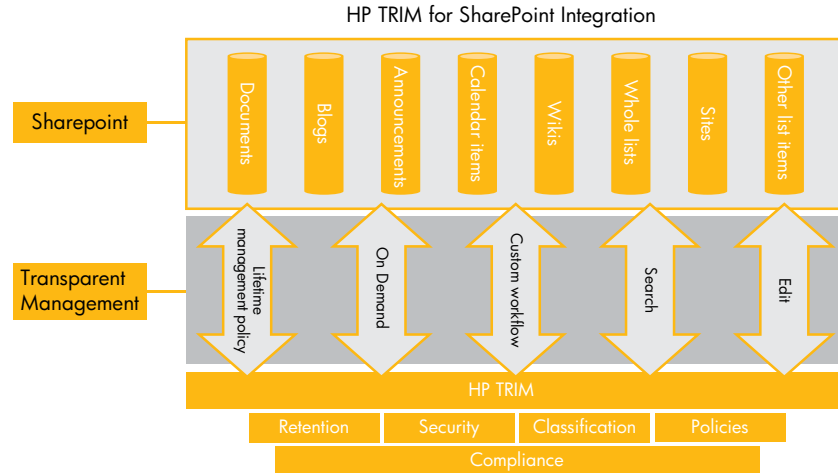 HP TRIM for SharePoint Integration
Sharepoint
Documents
Blogs
Announcements
Calendar items
Wikis
Whole lists
Sites
Other list items
Transparent
Management
Lifetime
management policy
On Demand
Custom workflow
Search
Edit
HP TRIM
Retention
Security
Classification
Policies
Compliance